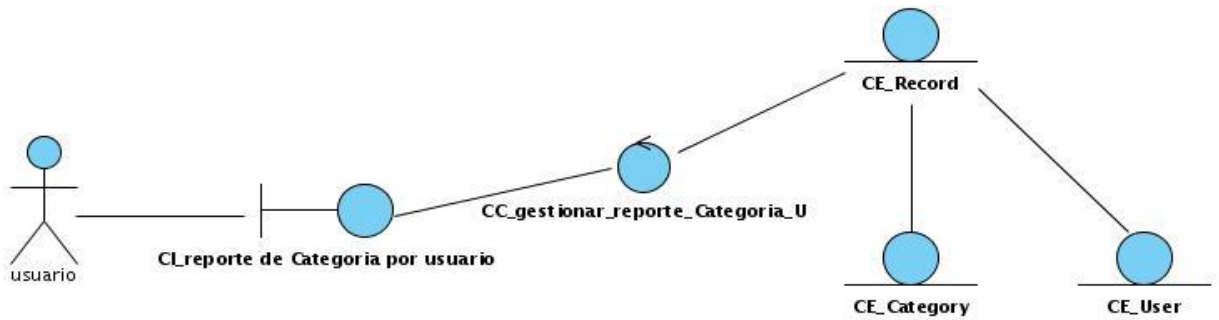 CE_Record
CC_gestionar_reporte_Categoria_U
CI_reporte de Categoria por usuario
usuario
CE_Category
CE_User